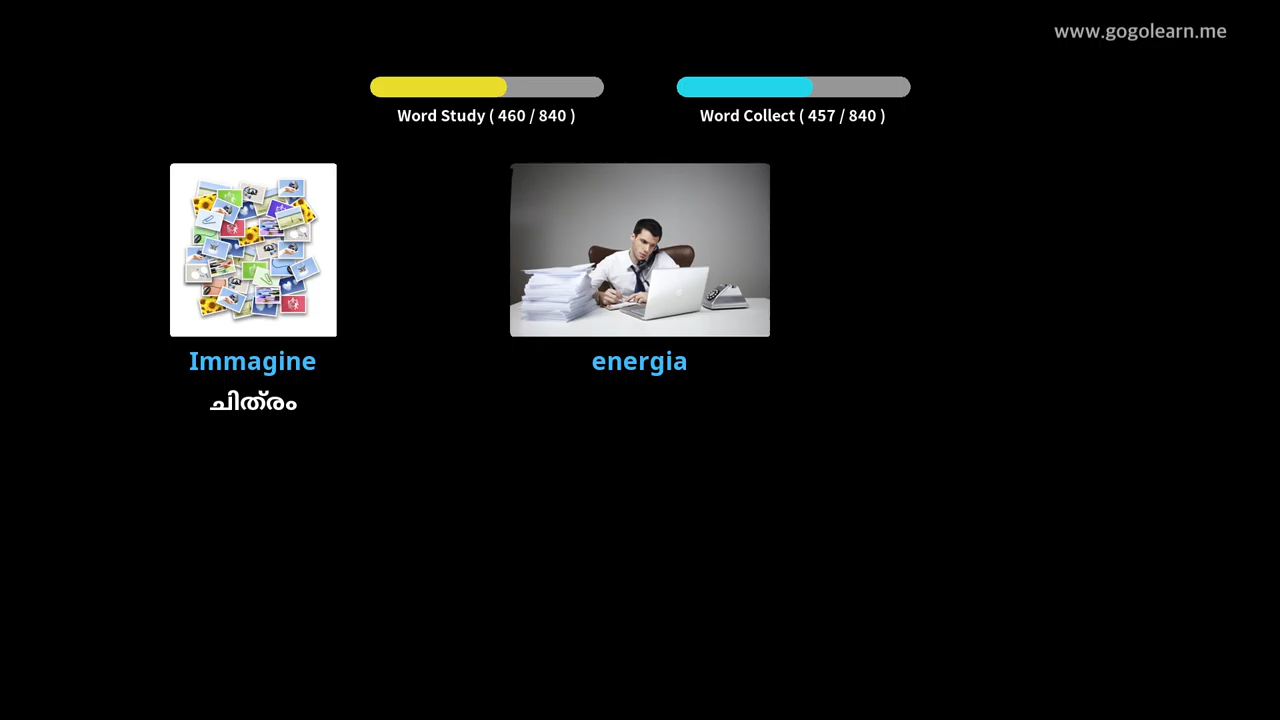 www.gogolearn.me
Word Study ( 460 / 840 )
Word Collect ( 457 / 840 )
Immagine
ചിത്രം
energia